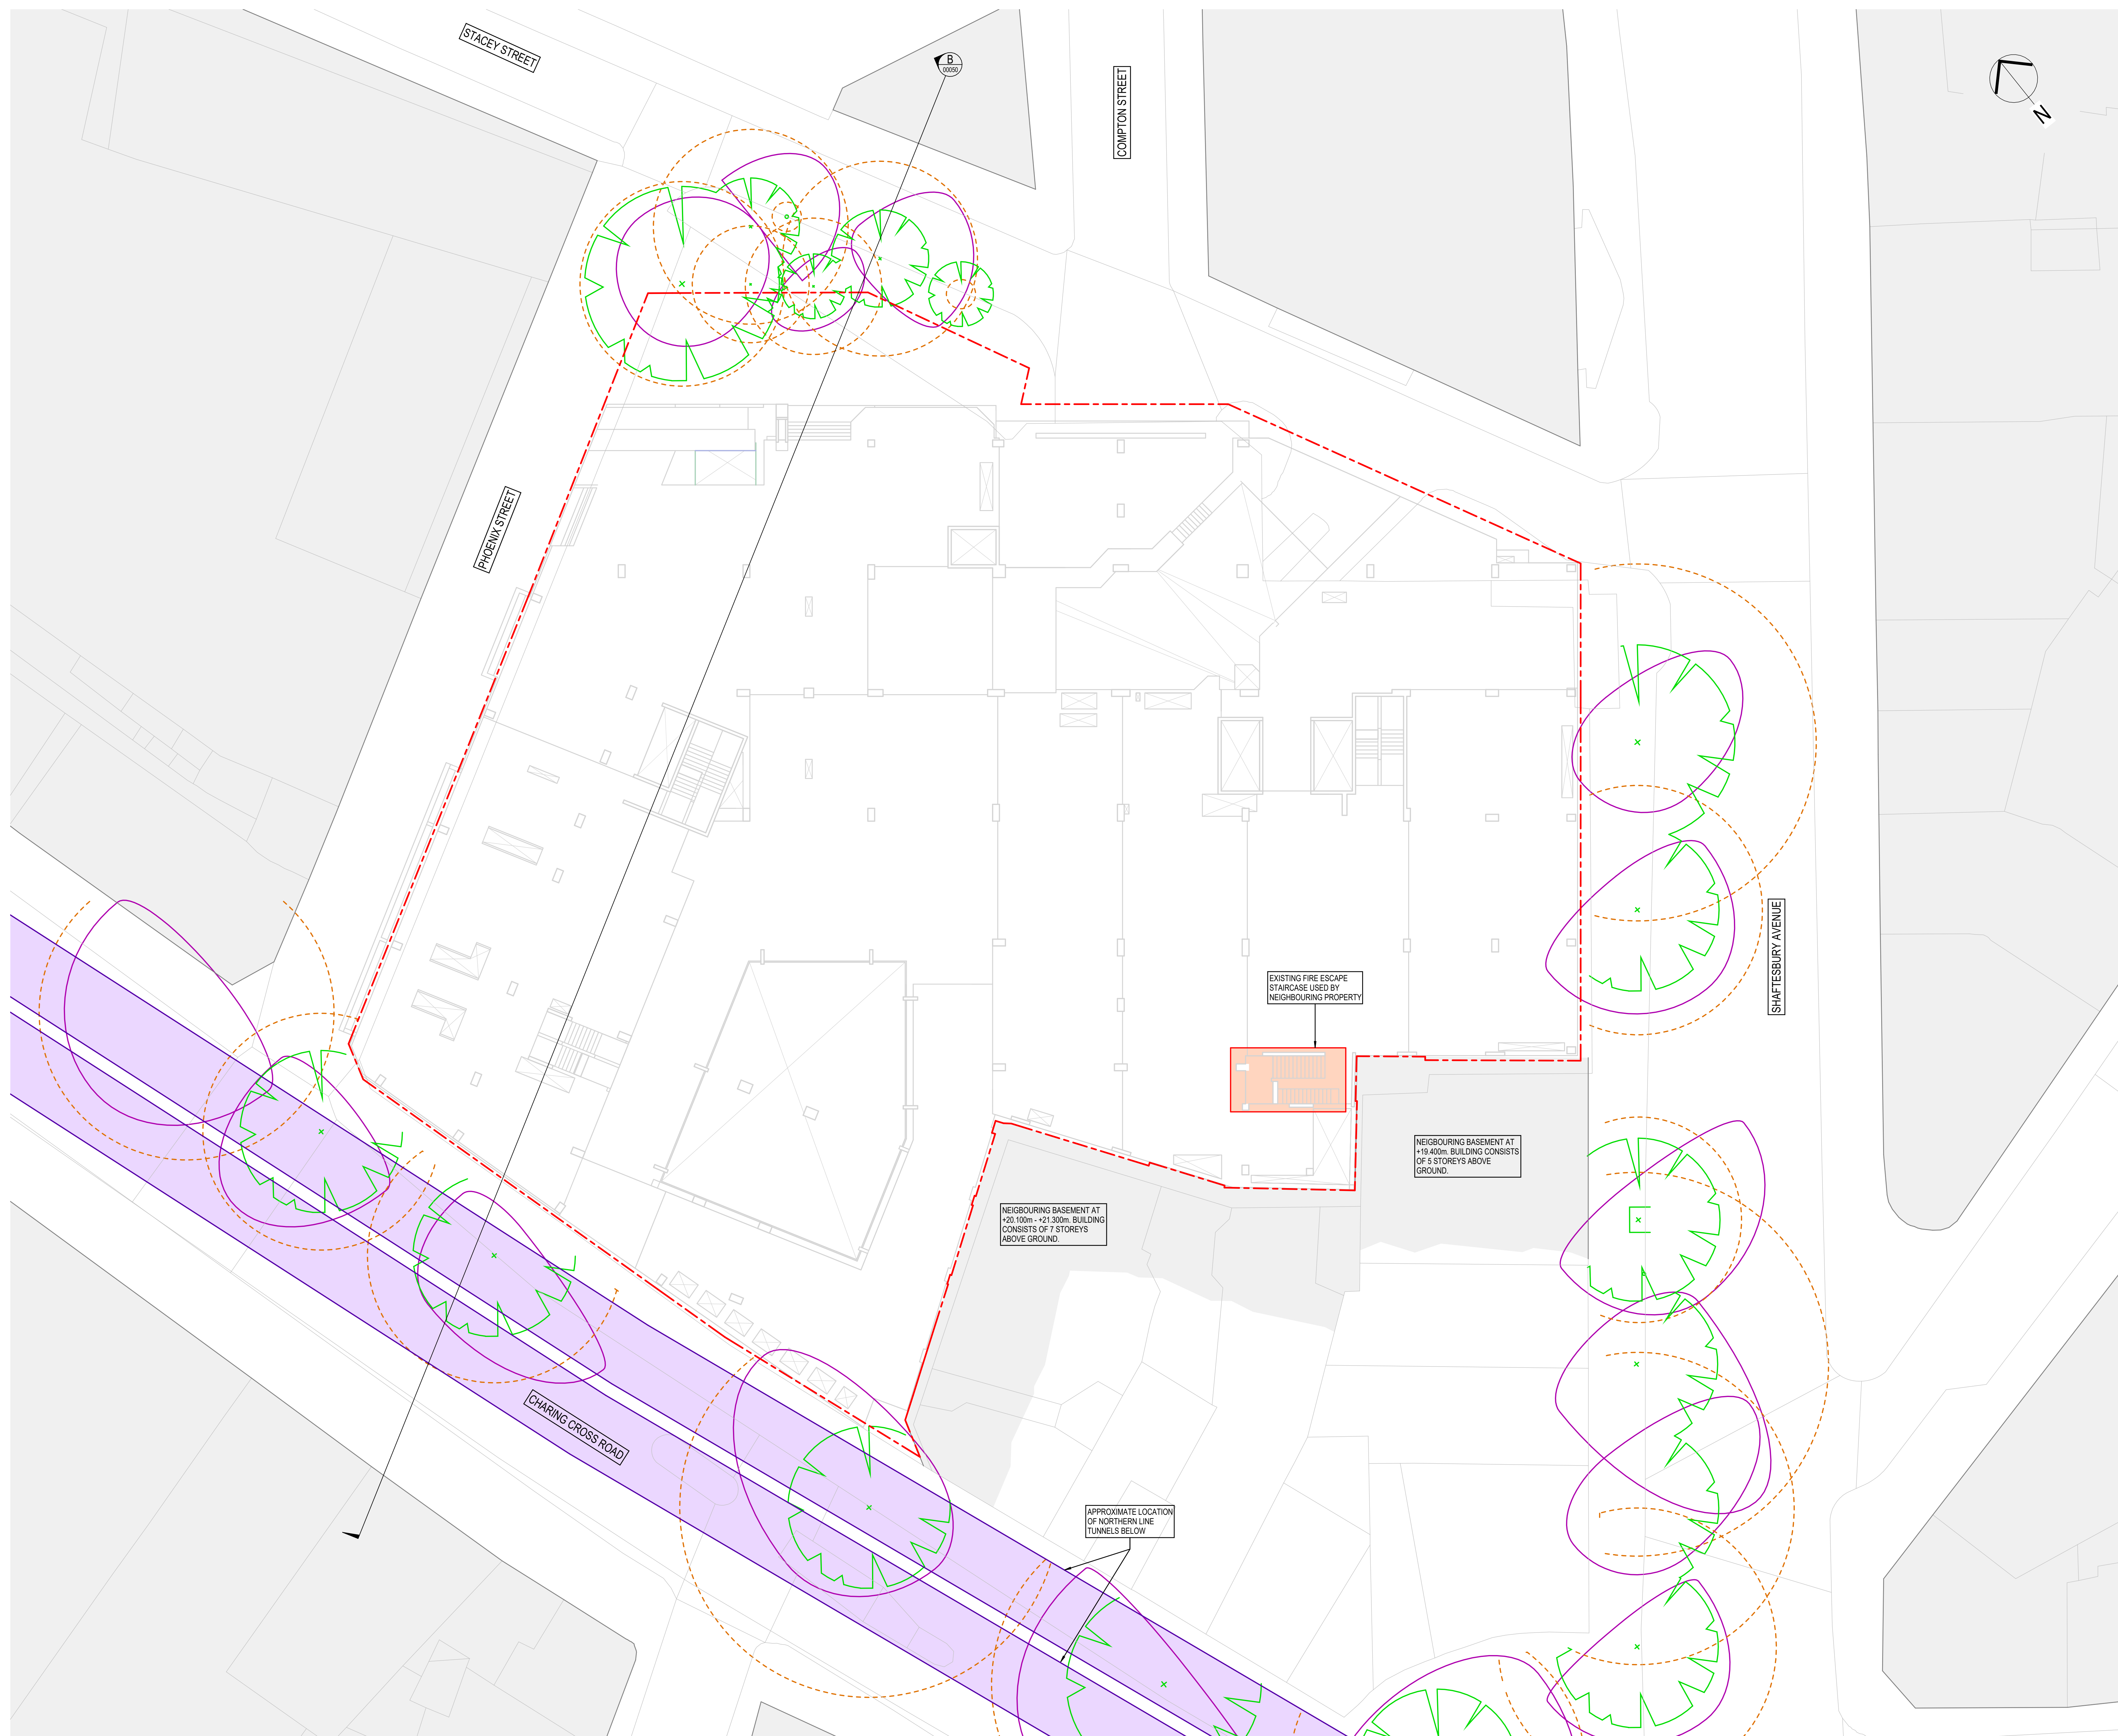 STACEY STREET
B
00050
COMPTON STREET
N
PHOENIX STREET
SHAFTESBURY AVENUE
EXISTING FIRE ESCAPE
STAIRCASE USED BY
NEIGHBOURING PROPERTY
NEIGBOURING BASEMENT AT
+19.400m. BUILDING CONSISTS
OF 5 STOREYS ABOVE
GROUND.
NEIGBOURING BASEMENT AT
+20.100m - +21.300m. BUILDING
CONSISTS OF 7 STOREYS
ABOVE GROUND.
CHARING CROSS ROAD
APPROXIMATE LOCATION
OF NORTHERN LINE
TUNNELS BELOW